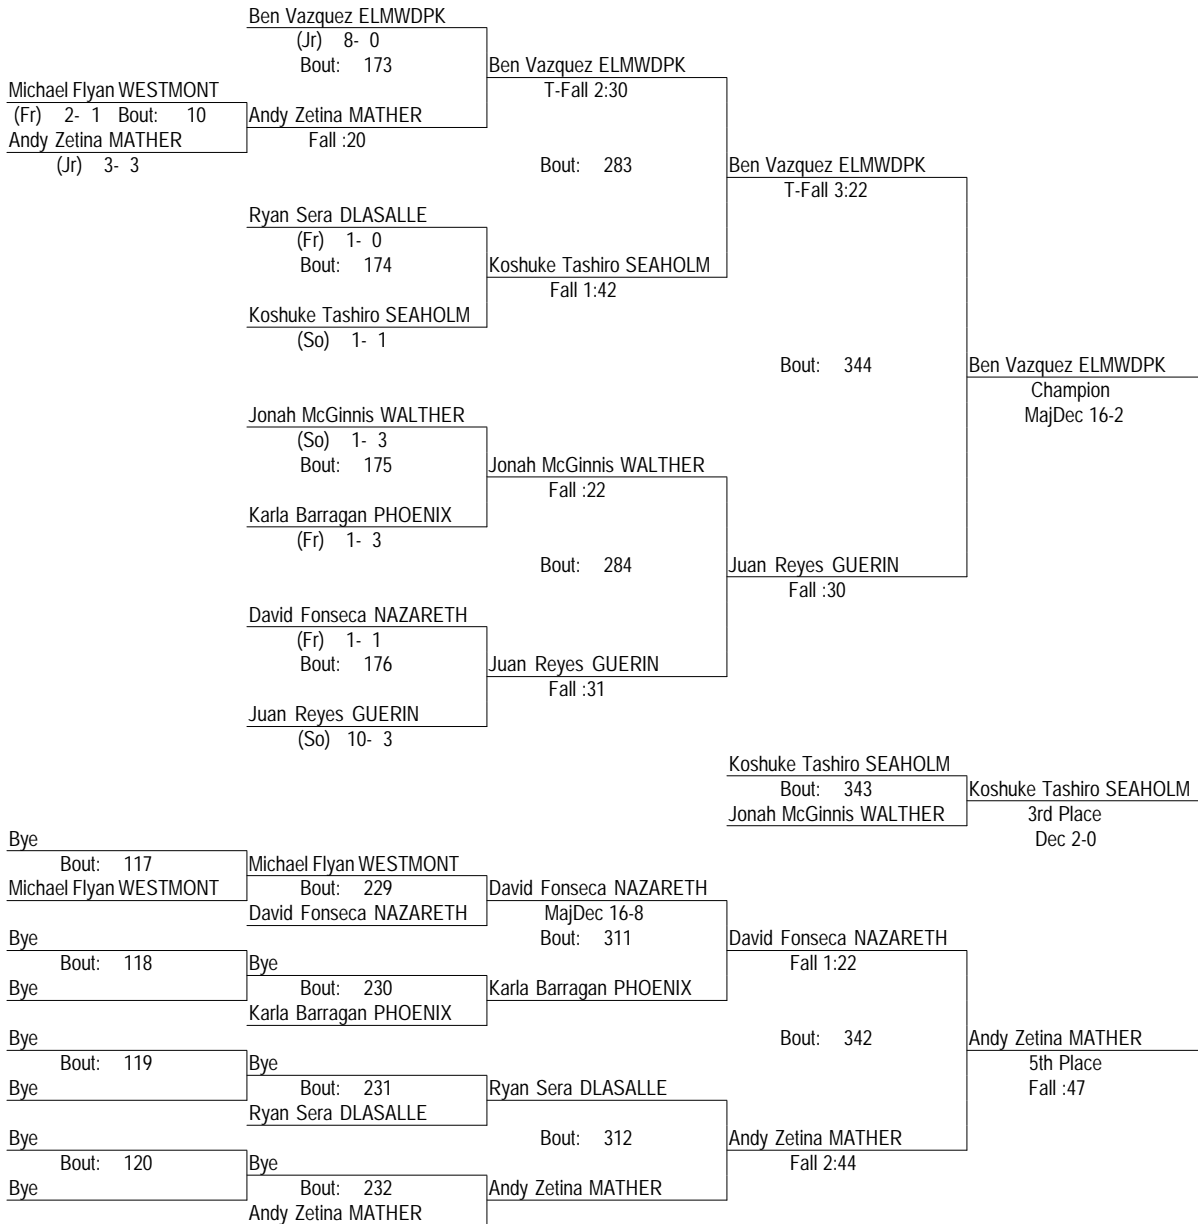 Ben Vazquez ELMWDPK
(Jr) 8- 0
Bout: 173
Ben Vazquez ELMWDPK
T-Fall 2:30
Michael Flyan WESTMONT
(Fr) 2- 1 Bout: 10
Andy Zetina MATHER
Fall :20
Andy Zetina MATHER
(Jr) 3- 3
Bout: 283
Ben Vazquez ELMWDPK
T-Fall 3:22
Ryan Sera DLASALLE
(Fr) 1- 0
Bout: 174
Koshuke Tashiro SEAHOLM
Fall 1:42
Koshuke Tashiro SEAHOLM
(So) 1- 1
Bout: 344
Ben Vazquez ELMWDPK
Champion
MajDec 16-2
Jonah McGinnis WALTHER
(So) 1- 3
Bout: 175
Jonah McGinnis WALTHER
Fall :22
Karla Barragan PHOENIX
(Fr) 1- 3
Bout: 284
Juan Reyes GUERIN
Fall :30
David Fonseca NAZARETH
(Fr) 1- 1
Bout: 176
Juan Reyes GUERIN
Fall :31
Juan Reyes GUERIN
(So) 10- 3
Koshuke Tashiro SEAHOLM
Bout: 343
Koshuke Tashiro SEAHOLM
Jonah McGinnis WALTHER
3rd Place
Dec 2-0
Bye
Bout: 117
Michael Flyan WESTMONT
Michael Flyan WESTMONT
Bout: 229
David Fonseca NAZARETH
David Fonseca NAZARETH
MajDec 16-8
Bye
Bout: 311
David Fonseca NAZARETH
Fall 1:22
Bout: 118
Bye
Bye
Bout: 230
Karla Barragan PHOENIX
Karla Barragan PHOENIX
Bye
Bout: 342
Andy Zetina MATHER
5th Place
Fall :47
Bout: 119
Bye
Bye
Bout: 231
Ryan Sera DLASALLE
Ryan Sera DLASALLE
Bye
Bout: 312
Andy Zetina MATHER
Fall 2:44
Bout: 120
Bye
Bye
Bout: 232
Andy Zetina MATHER
Andy Zetina MATHER